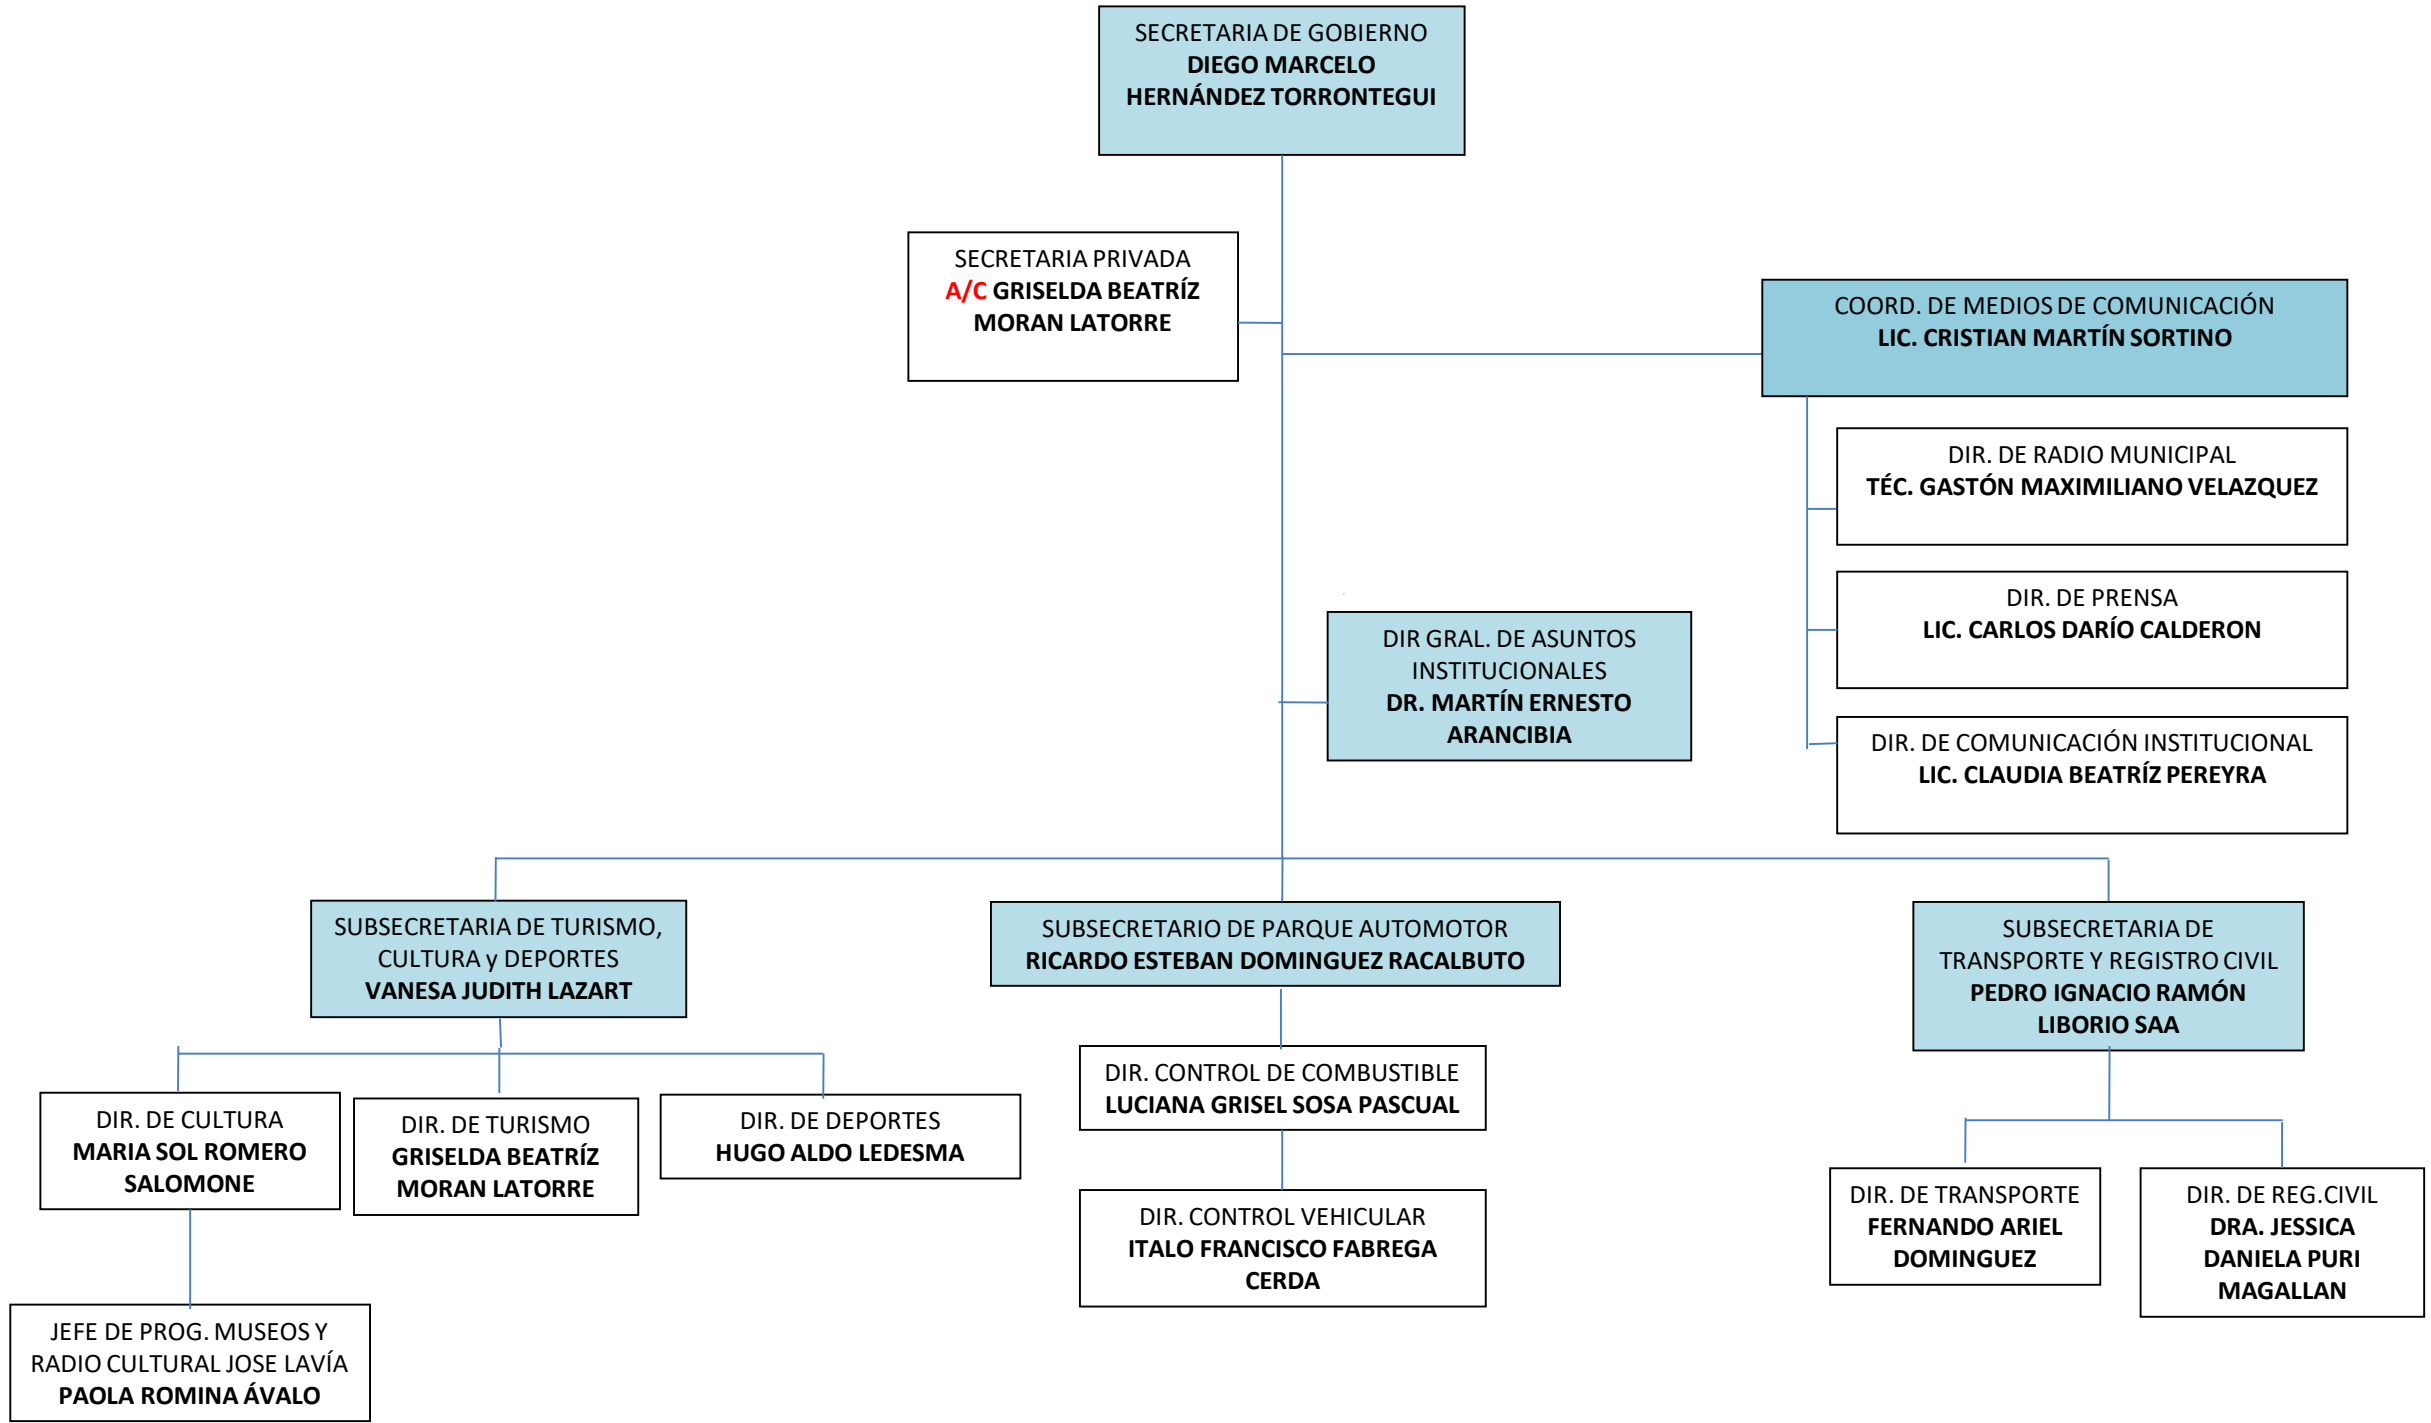 SECRETARIA DE GOBIERNO
DIEGO MARCELO
HERNÁNDEZ TORRONTEGUI
SECRETARIA PRIVADA
A/C GRISELDA BEATRÍZ
MORAN LATORRE
COORD. DE MEDIOS DE COMUNICACIÓN
LIC. CRISTIAN MARTÍN SORTINO
DIR. DE RADIO MUNICIPAL
TÉC. GASTÓN MAXIMILIANO VELAZQUEZ
DIR. DE PRENSA
LIC. CARLOS DARÍO CALDERON
DIR. DE COMUNICACIÓN INSTITUCIONAL
LIC. CLAUDIA BEATRÍZ PEREYRA
DIR GRAL. DE ASUNTOS
INSTITUCIONALES
DR. MARTÍN ERNESTO
ARANCIBIA
SUBSECRETARIA DE TURISMO,
CULTURA y DEPORTES
VANESA JUDITH LAZART
DIR. DE CULTURA
MARIA SOL ROMERO
SALOMONE
DIR. DE TURISMO
GRISELDA BEATRÍZ
MORAN LATORRE
DIR. DE DEPORTES
HUGO ALDO LEDESMA
JEFE DE PROG. MUSEOS Y
RADIO CULTURAL JOSE LAVÍA
PAOLA ROMINA ÁVALO
SUBSECRETARIO DE PARQUE AUTOMOTOR
RICARDO ESTEBAN DOMINGUEZ RACALBUTO
DIR. CONTROL DE COMBUSTIBLE
LUCIANA GRISEL SOSA PASCUAL
DIR. CONTROL VEHICULAR
ITALO FRANCISCO FABREGA
CERDA
SUBSECRETARIA DE
TRANSPORTE Y REGISTRO CIVIL
PEDRO IGNACIO RAMÓN
LIBORIO SAA
DIR. DE TRANSPORTE
FERNANDO ARIEL
DOMINGUEZ
DIR. DE REG.CIVIL
DRA. JESSICA
DANIELA PURI
MAGALLAN